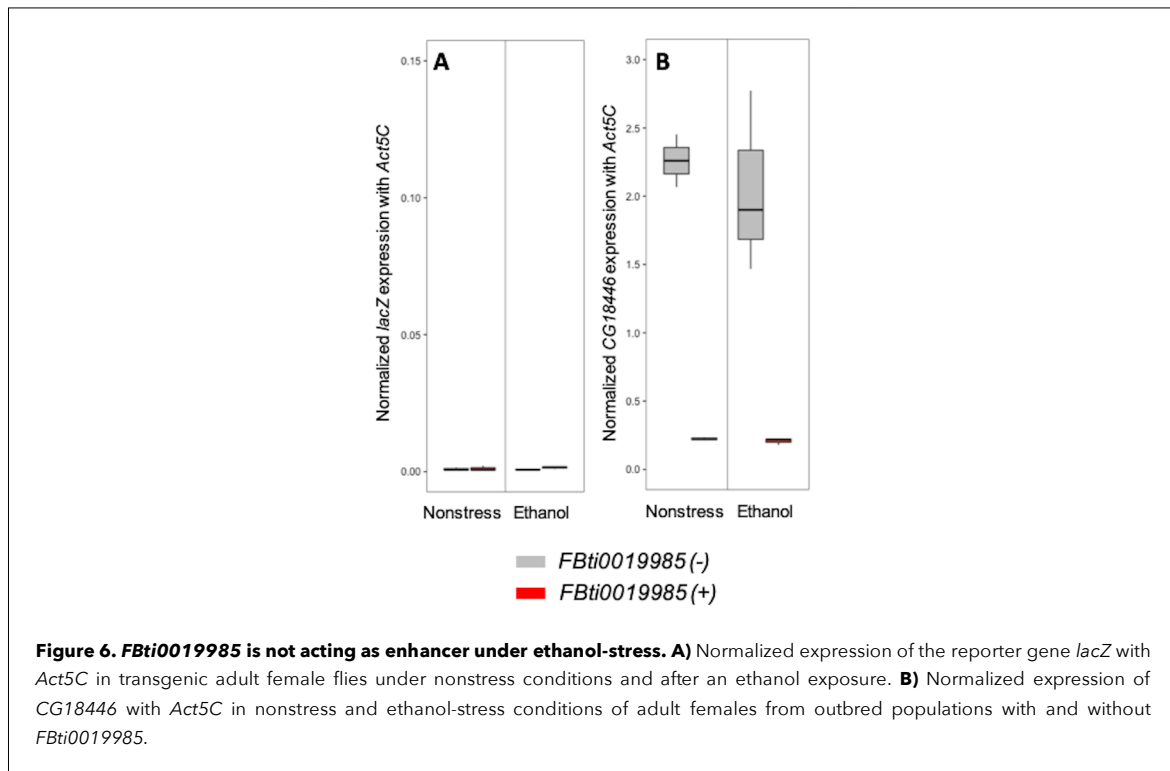 A
B
Normalized lacZ expression with Act5C
0.15
0.10
0.05
0.00
Nonstress Ethanol
Normalized CG18446 expression with Act5C
3.0
2.5
2.0
1.5
1.0
0.5
0.0
Nonstress Ethanol
FBti0019985 (-)
FBti0019985 (+)
Figure 6. FBti0019985 is not acting as enhancer under ethanol-stress. A) Normalized expression of the reporter gene lacZ with
Act5C in transgenic adult female flies under nonstress conditions and after an ethanol exposure. B) Normalized expression of
CG18446 with Act5C in nonstress and ethanol-stress conditions of adult females from outbred populations with and without
FBti0019985.